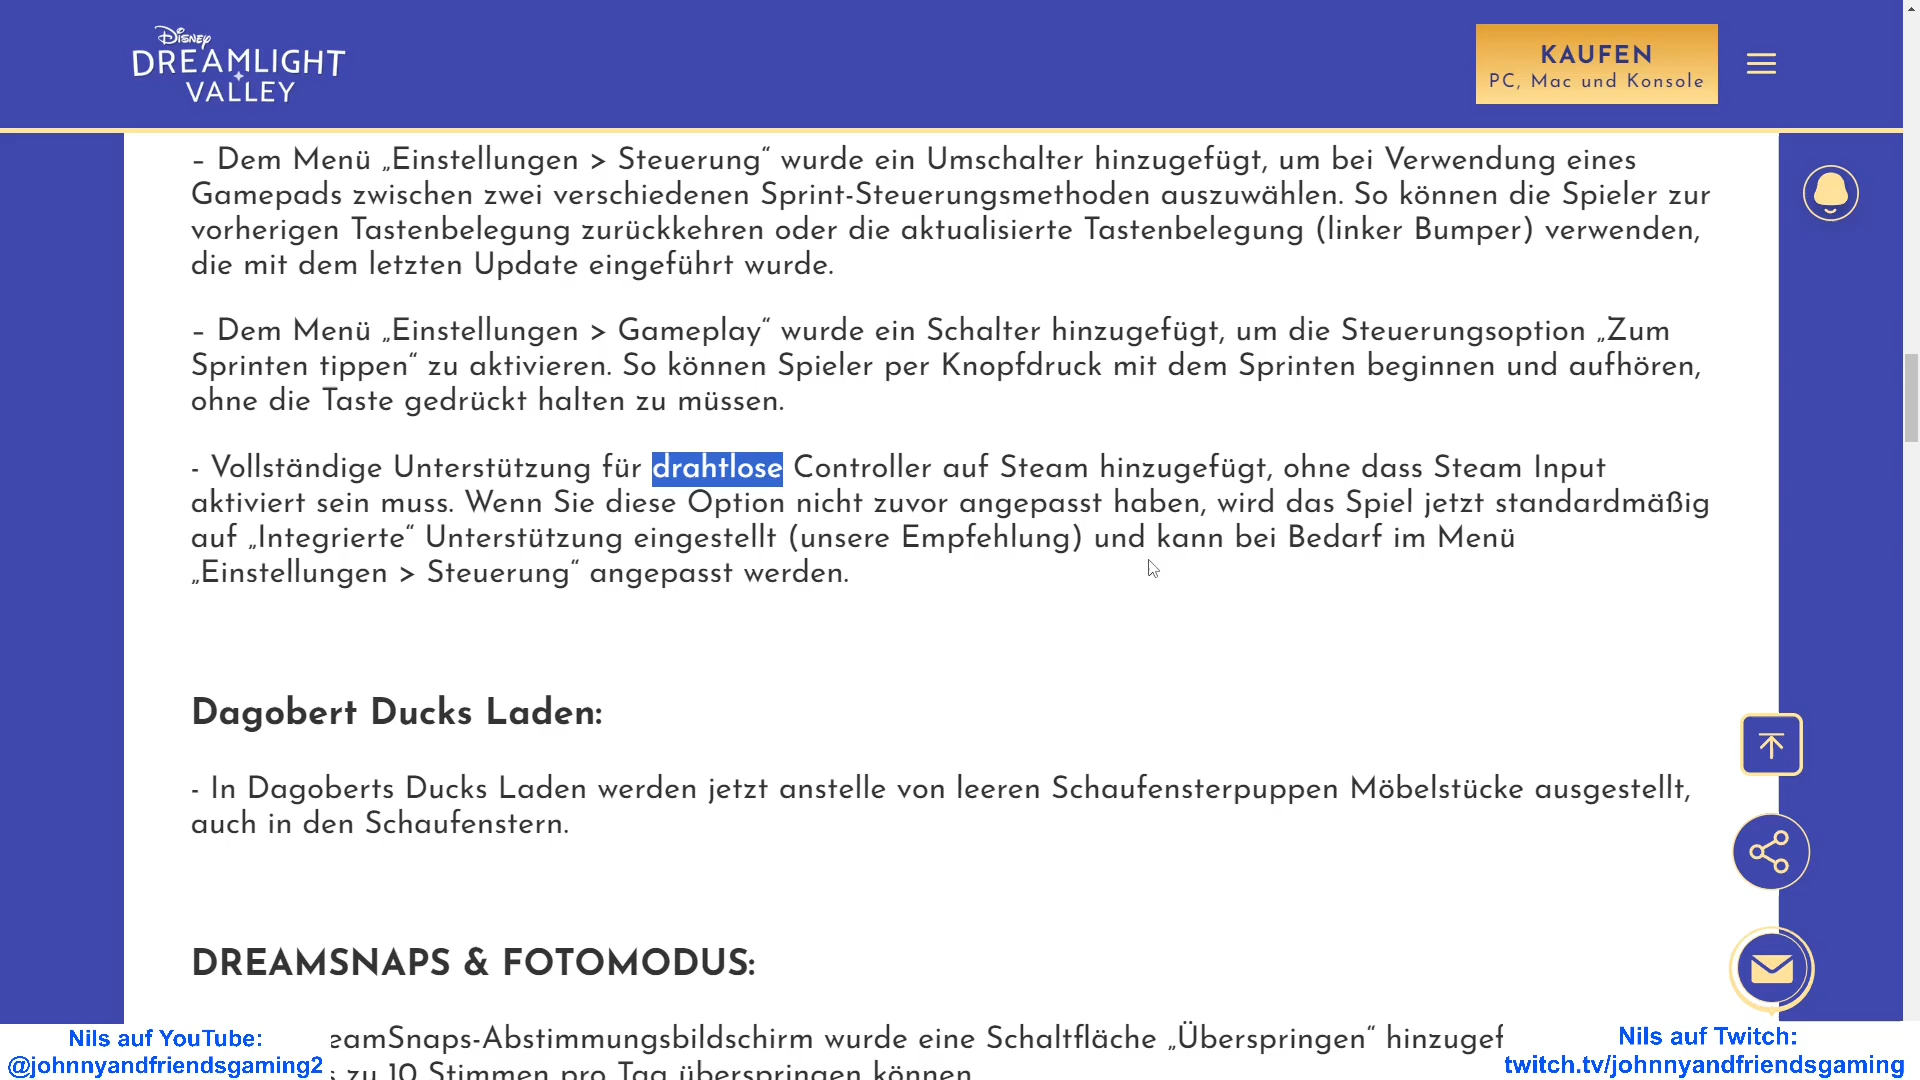 Disney
DREAMLIGHT
VALLEY
KAUFEN
PC, Mac und Konsole
– Dem Menü „Einstellungen > Steuerung“ wurde ein Umschalter hinzugefügt, um bei Verwendung eines
Gamepads zwischen zwei verschiedenen Sprint-Steuerungsmethoden auszuwählen. So können die Spieler zur
vorherigen Tastenbelegung zurückkehren oder die aktualisierte Tastenbelegung (linker Bumper) verwenden,
die mit dem letzten Update eingeführt wurde.
– Dem Menü „Einstellungen > Gameplay“ wurde ein Schalter hinzugefügt, um die Steuerungsoption „Zum
Sprinten tippen“ zu aktivieren. So können Spieler per Knopfdruck mit dem Sprinten beginnen und aufhören,
ohne die Taste gedrückt halten zu müssen.
- Vollständige Unterstützung für drahtlose Controller auf Steam hinzugefügt, ohne dass Steam Input
aktiviert sein muss. Wenn Sie diese Option nicht zuvor angepasst haben, wird das Spiel jetzt standardmäßig
auf „Integrierte“ Unterstützung eingestellt (unsere Empfehlung) und kann bei Bedarf im Menü
„Einstellungen > Steuerung“ angepasst werden.
Dagobert Ducks Laden:
- In Dagoberts Ducks Laden werden jetzt anstelle von leeren Schaufensterpuppen Möbelstücke ausgestellt,
auch in den Schaufenstern.
DREAMSNAPS & FOTOMODUS:
eamSnaps-Abstimmungsbildschirm wurde eine Schaltfläche „Überspringen“ hinzugef
zu 10 Stimmen pro Tag überspringen können
Nils auf YouTube:
@johnnyandfriendsgaming2
Nils auf Twitch:
twitch.tv/johnnyandfriendsgaming